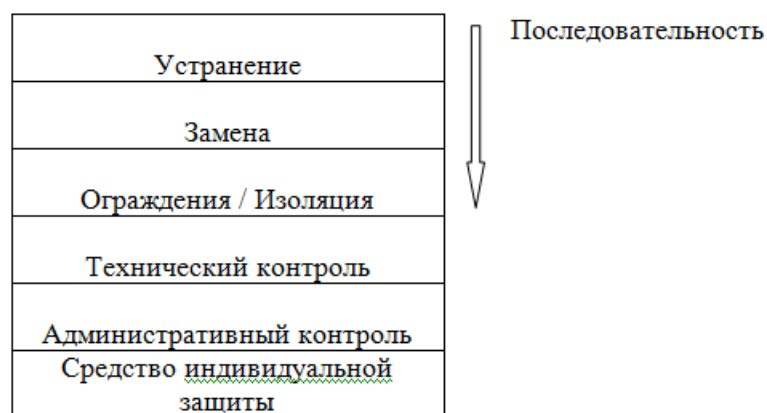 Последовательность
Устранение
Замена
Ограждения / Изоляция
Технический контроль
Административный контроль
Средство индивидуальной
защиты